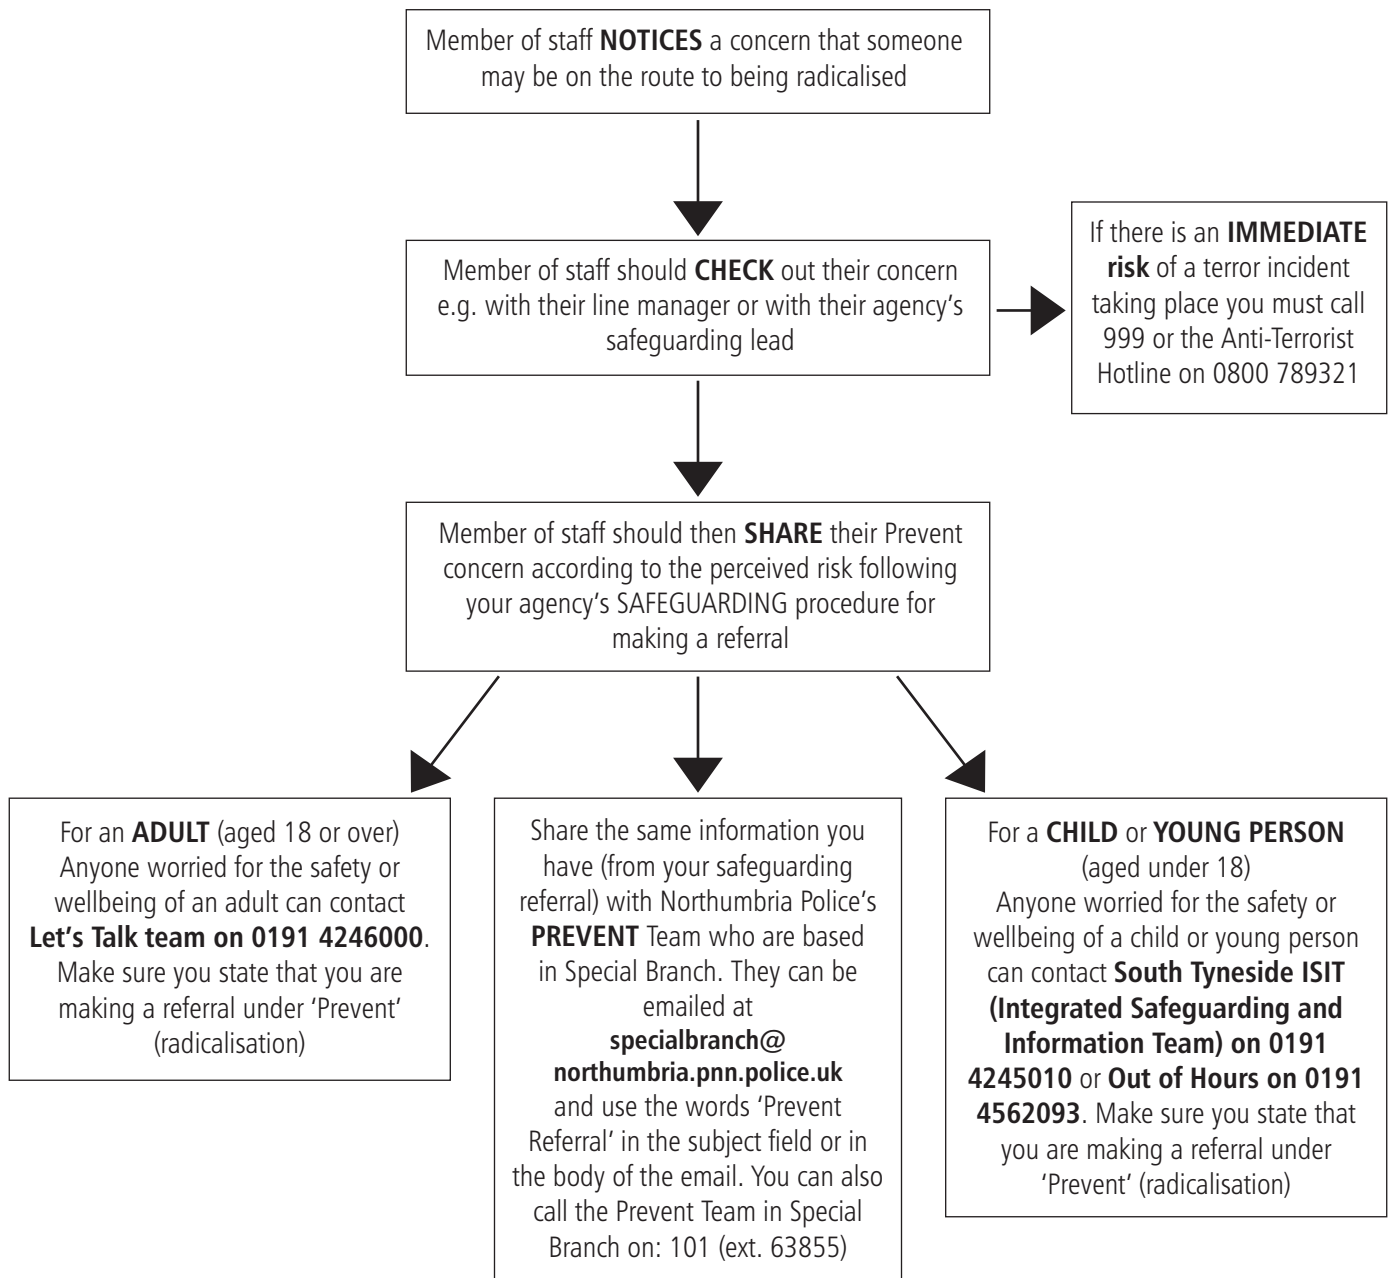 Member of staff NOTICES a concern that someone
may be on the route to being radicalised
Member of staff should CHECK out their concern
e.g. with their line manager or with their agency's
safeguarding lead
If there is an IMMEDIATE
risk of a terror incident
taking place you must call
999 or the Anti-Terrorist
Hotline on 0800 789321
Member of staff should then SHARE their Prevent
concern according to the perceived risk following
your agency's SAFEGUARDING procedure for
making a referral
For an ADULT (aged 18 or over)
Anyone worried for the safety or
wellbeing of an adult can contact
Let's Talk team on 0191 4246000.
Make sure you state that you are
making a referral under 'Prevent'
(radicalisation)
Share the same information you
have (from your safeguarding
referral) with Northumbria Police's
PREVENT Team who are based
in Special Branch. They can be
emailed at
specialbranch@
northumbria.pnn.police.uk
and use the words 'Prevent
Referral' in the subject field or in
the body of the email. You can also
call the Prevent Team in Special
Branch on: 101 (ext. 63855)
For a CHILD or YOUNG PERSON
(aged under 18)
Anyone worried for the safety or
wellbeing of a child or young person
can contact South Tyneside ISIT
(Integrated Safeguarding and
Information Team) on 0191
4245010 or Out of Hours on 0191
4562093. Make sure you state that
you are making a referral under
'Prevent' (radicalisation)